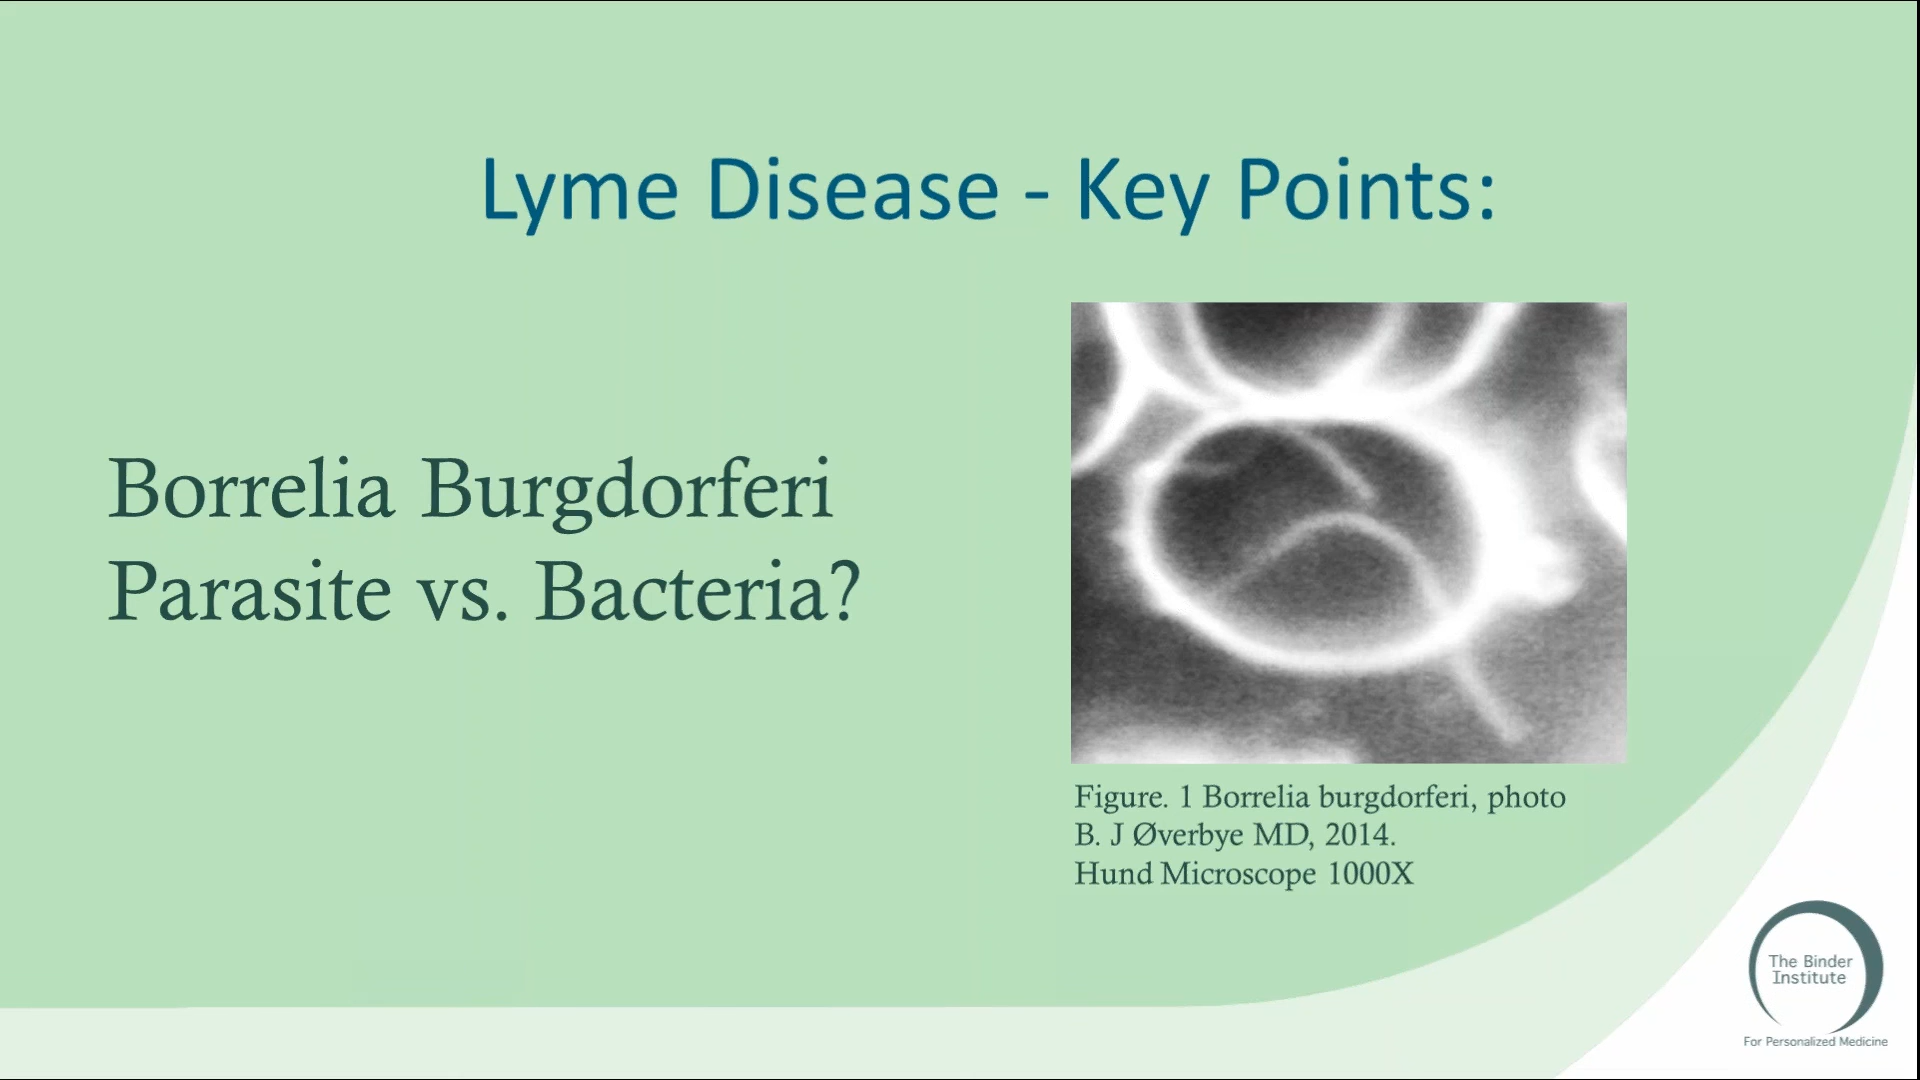 Lyme Disease - Key Points:
Borrelia Burgdorferi
Parasite vs. Bacteria?
Figure. 1 Borrelia burgdorferi, photo
B. J Øverbye MD, 2014.
Hund Microscope 1000X
The Binder
Institute
For Personalized Medicine